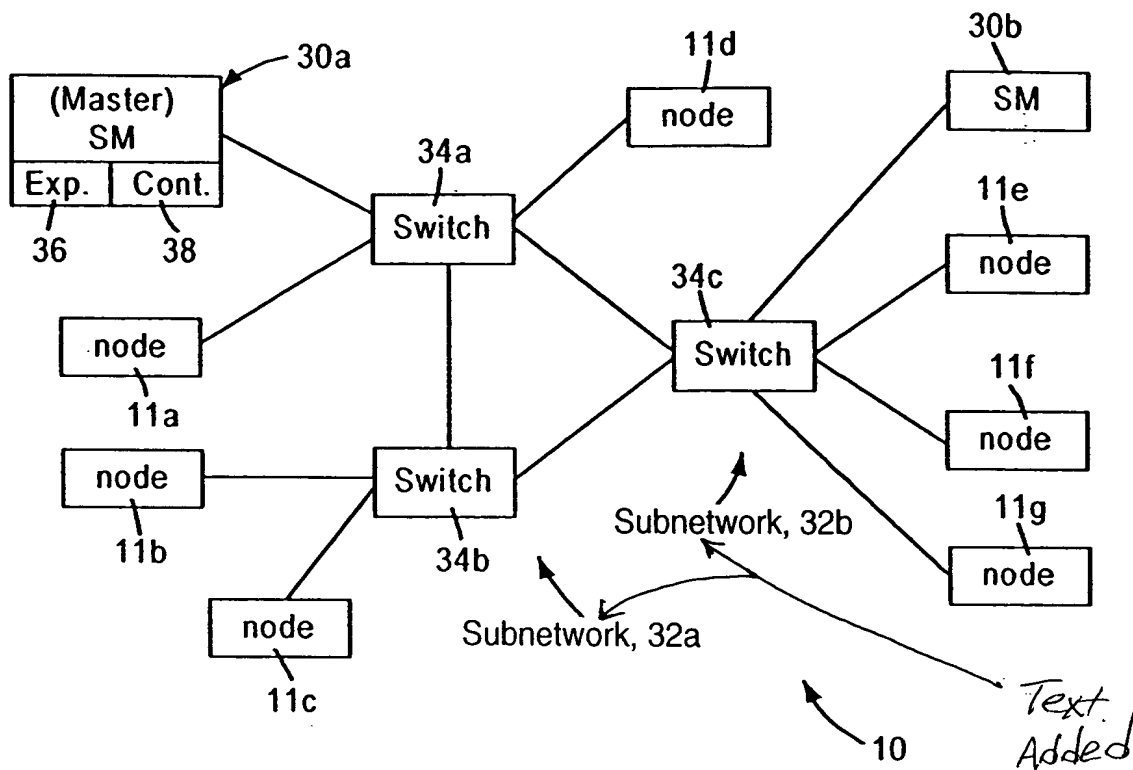 30a
11d
30b
(Master)
SM
node
SM
34a
Exp.
Cont.
36
38
Switch
11e
node
34c
Switch
node
11a
11f
node
node
11b
Switch
34b
Subnetwork, 32b
11g
node
node
11c
Subnetwork, 32a
10
Text
Added